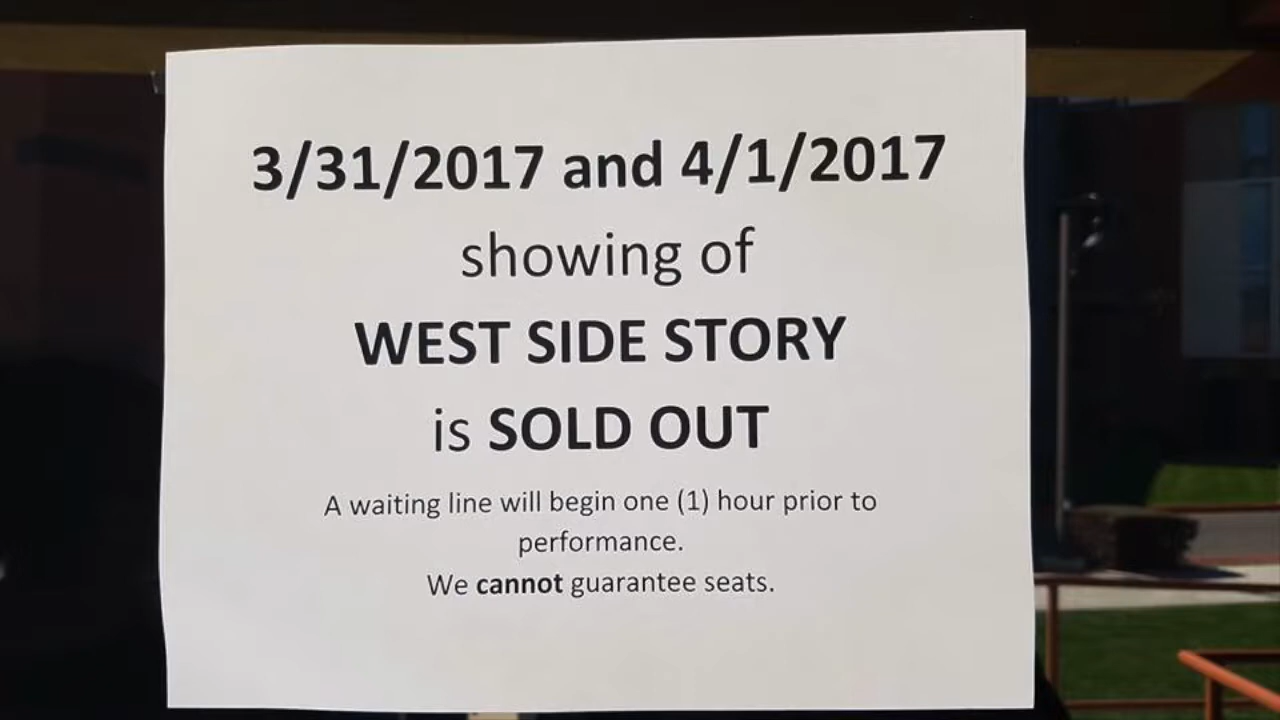 3/31/2017 and 4/1/2017
showing of
WEST SIDE STORY
is SOLD OUT
A waiting line will begin one (1) hour prior to
performance.
We cannot guarantee seats.